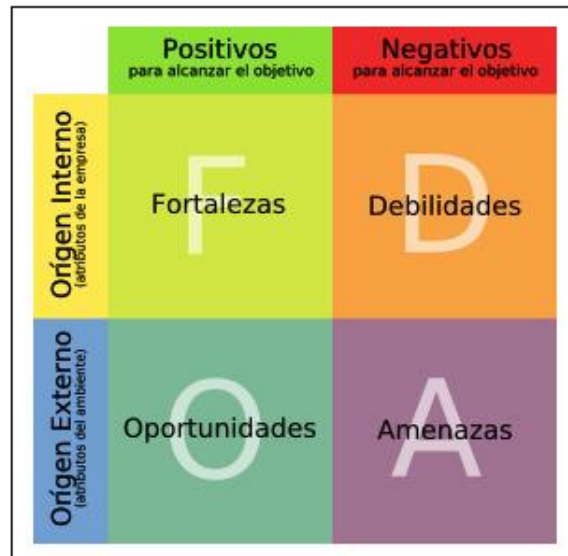 Positivos
para alcanzar el objetivo
Negativos
para alcanzar el objetivo
Orígen Interno
(atributos de la empresa)
F
Fortalezas
D
Debilidades
Orígen Externo
(atributos del ambiente)
O
Oportunidades
A
Amenazas